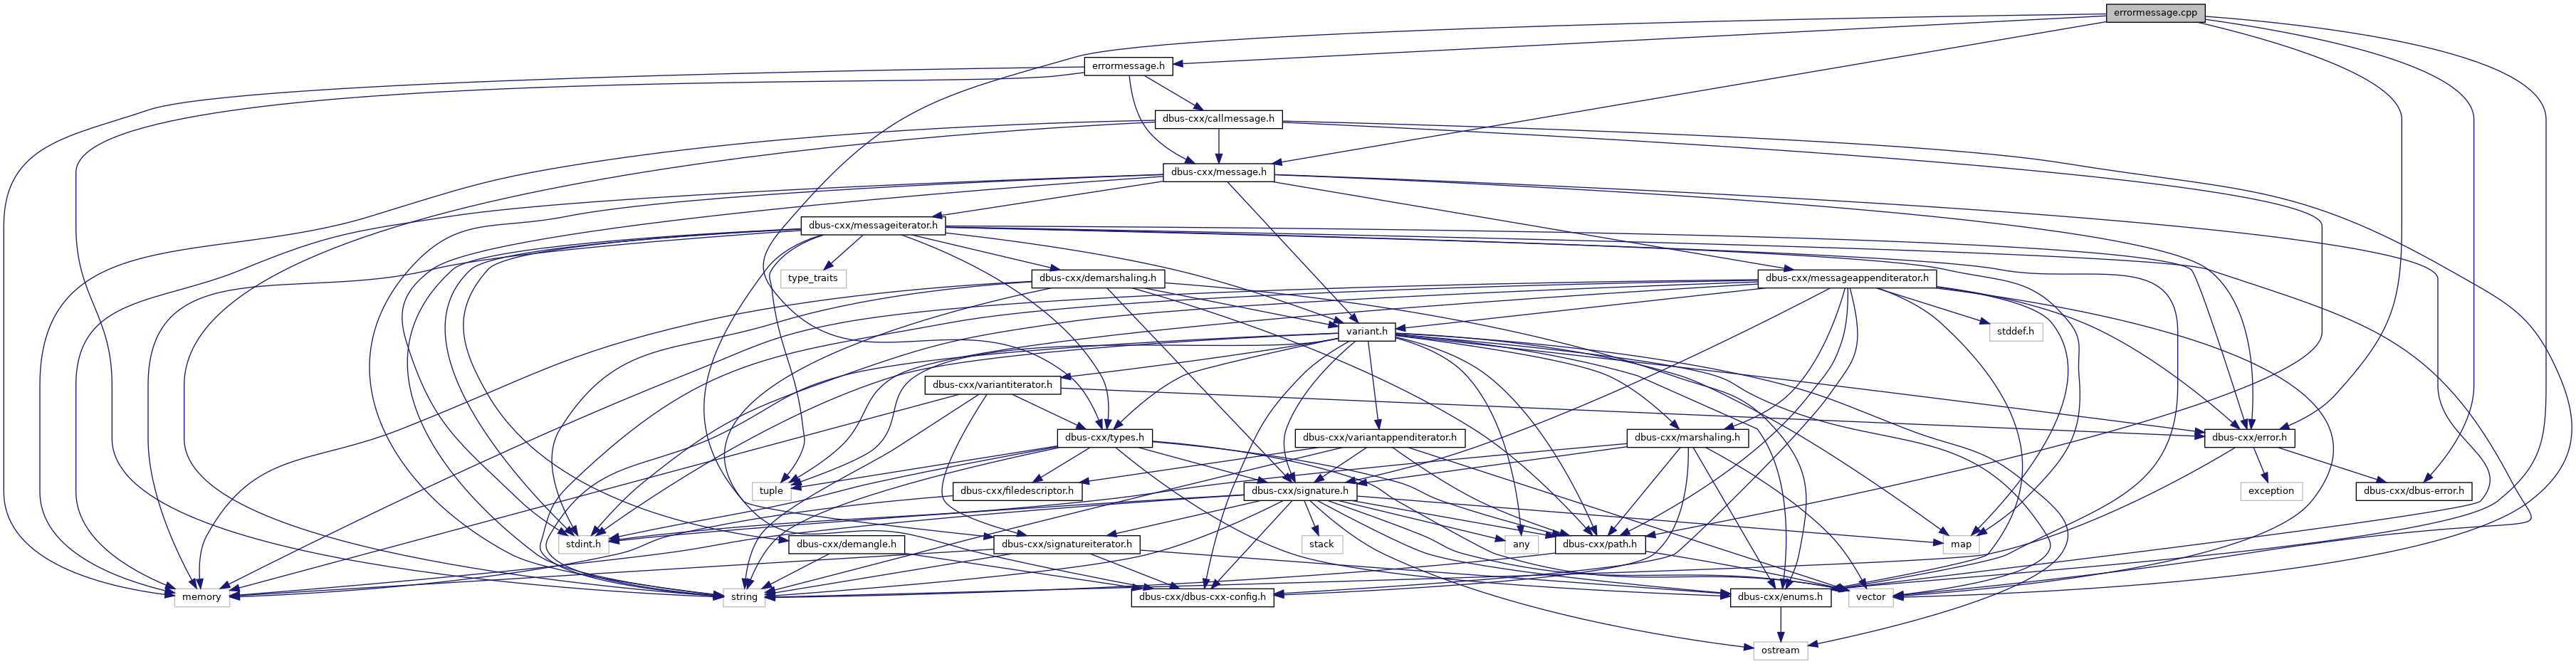 errormessage.cpp
errormessage.h
dbus-cxx/callmessage.h
dbus-cxx/message.h
dbus-cxx/messageiterator.h
type_traits
dbus-cxx/demarshaling.h
dbus-cxx/messageappenditerator.h
variant.h
stddef.h
dbus-cxx/variantiterator.h
dbus-cxx/types.h
dbus-cxx/variantappenditerator.h
dbus-cxx/marshaling.h
dbus-cxx/error.h
tuple
dbus-cxx/filedescriptor.h
dbus-cxx/signature.h
exception
dbus-cxx/dbus-error.h
stdint.h
dbus-cxx/demangle.h
dbus-cxx/signatureiterator.h
stack
any
dbus-cxx/path.h
map
memory
string
dbus-cxx/dbus-cxx-config.h
dbus-cxx/enums.h
vector
ostream